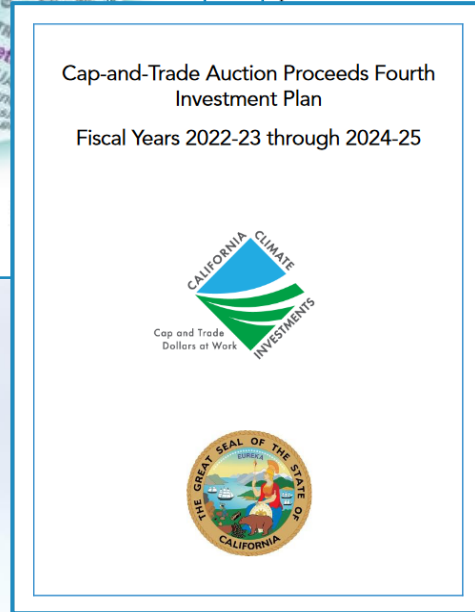 Cap-and-Trade Auction Proceeds Fourth
Investment Plan
Fiscal Years 2022-23 through 2024-25
CALIFORNIA CLIMATE
INVESTMENTS
Cap and Trade
Dollars at Work
THE GREAT SEAL OF THE STATE OF CALIFORNIA
EUREKA